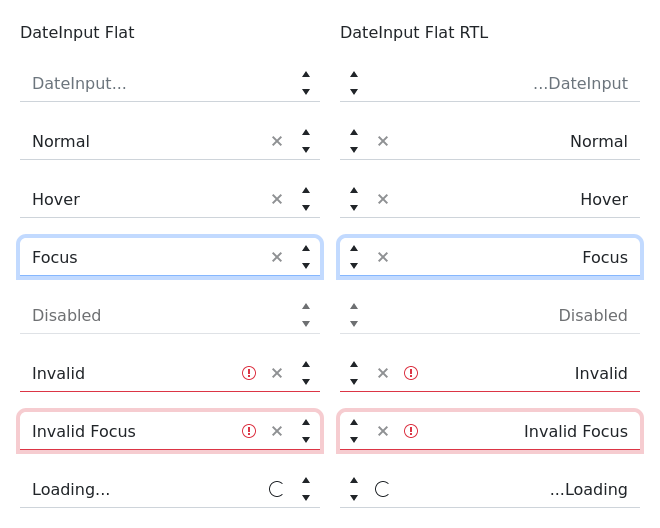 DateInput Flat
DateInput...
Normal
Hover
Focus
Disabled
Invalid
Invalid Focus
Loading...
DateInput Flat RTL
...DateInput
Normal
Hover
Focus
Disabled
Invalid
Invalid Focus
...Loading